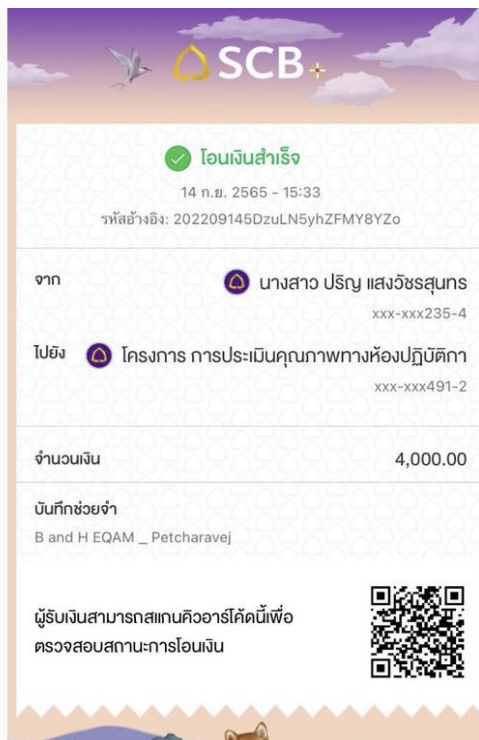 SCB
โอนเงินสำเร็จ
14 ก.ย. 2565 - 15:33
รหัสอ้างอิง: 202209145DzuLN5yhZFMY8YZo
จาก นางสาว ปริญ แสงวัชรสุนทร
xxx-xxx235-4
ไปยัง โครงการ การประเมินคุณภาพทางห้องปฏิบัติกา
xxx-xxx491-2
จำนวนเงิน 4,000.00
บันทึกช่วยจำ
B and H EQAM _ Petcharavej
ผู้รับเงินสามารถสแกนคิวอาร์โค้ดนี้เพื่อ
ตรวจสอบสถานะการโอนเงิน